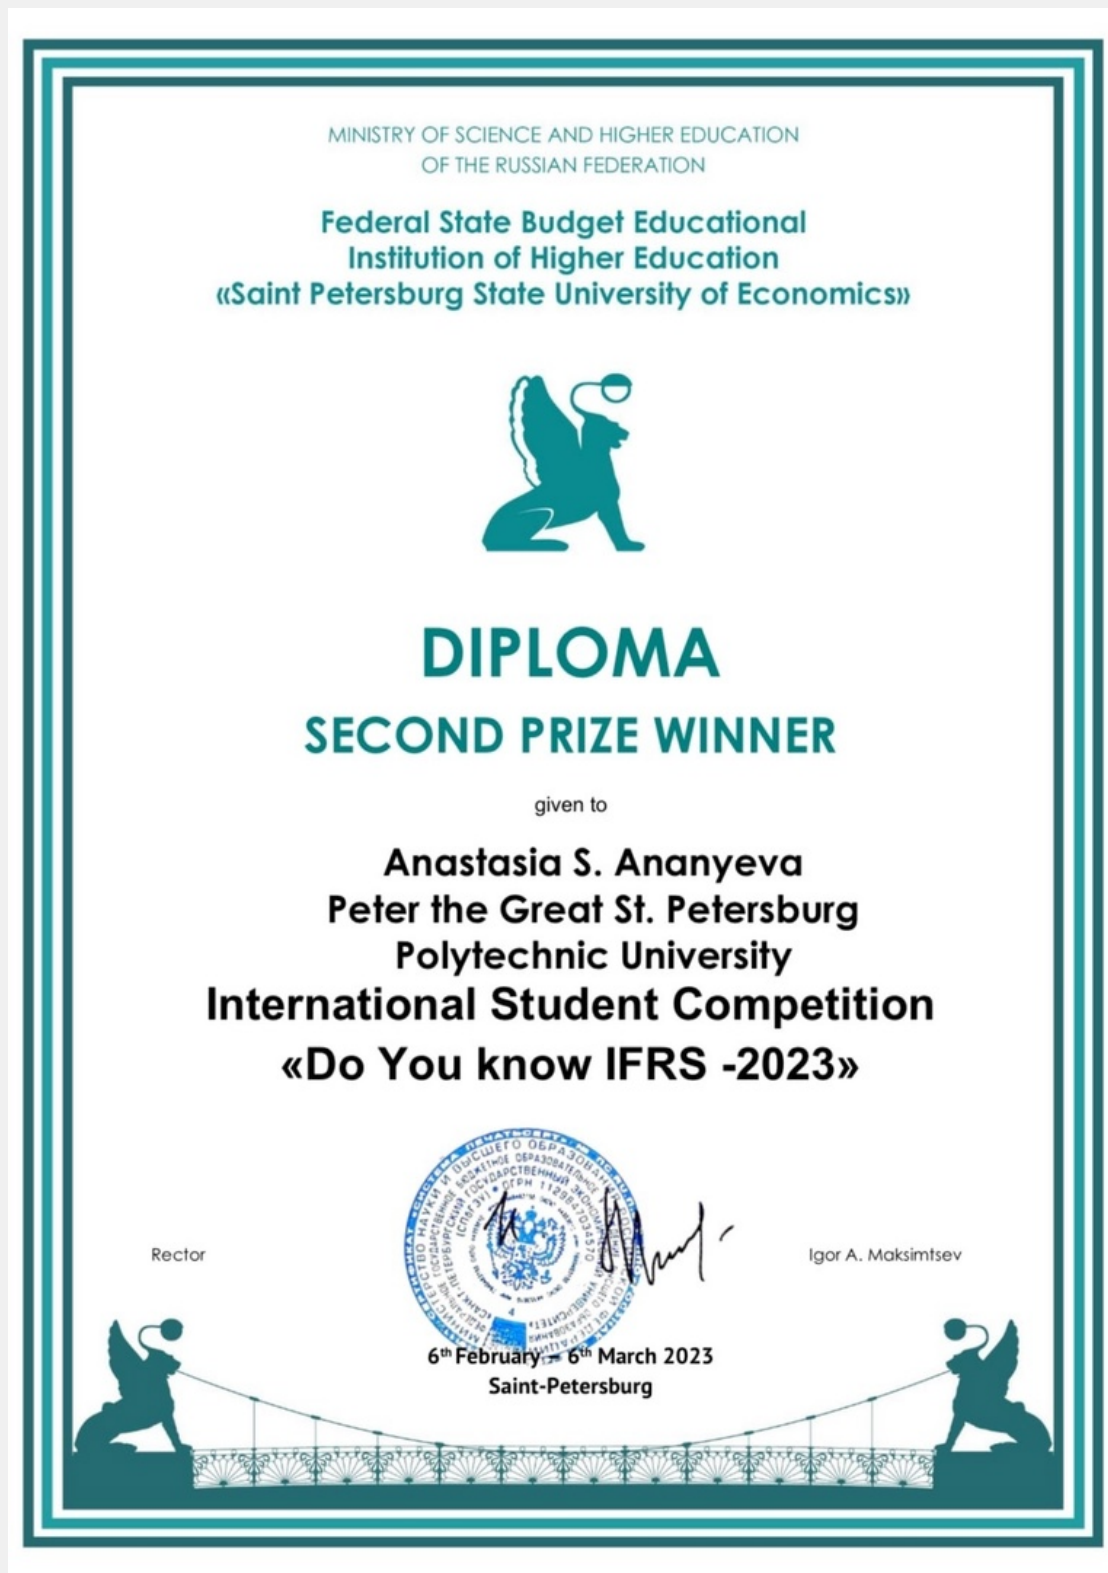 MINISTRY OF SCIENCE AND HIGHER EDUCATION
OF THE RUSSIAN FEDERATION
Federal State Budget Educational
Institution of Higher Education
«Saint Petersburg State University of Economics»
DIPLOMA
SECOND PRIZE WINNER
given to
Anastasia S. Ananyeva
Peter the Great St. Petersburg
Polytechnic University
International Student Competition
«Do You know IFRS -2023»
Rector
Igor A. Maksimtsev
6th February – 6th March 2023
Saint-Petersburg